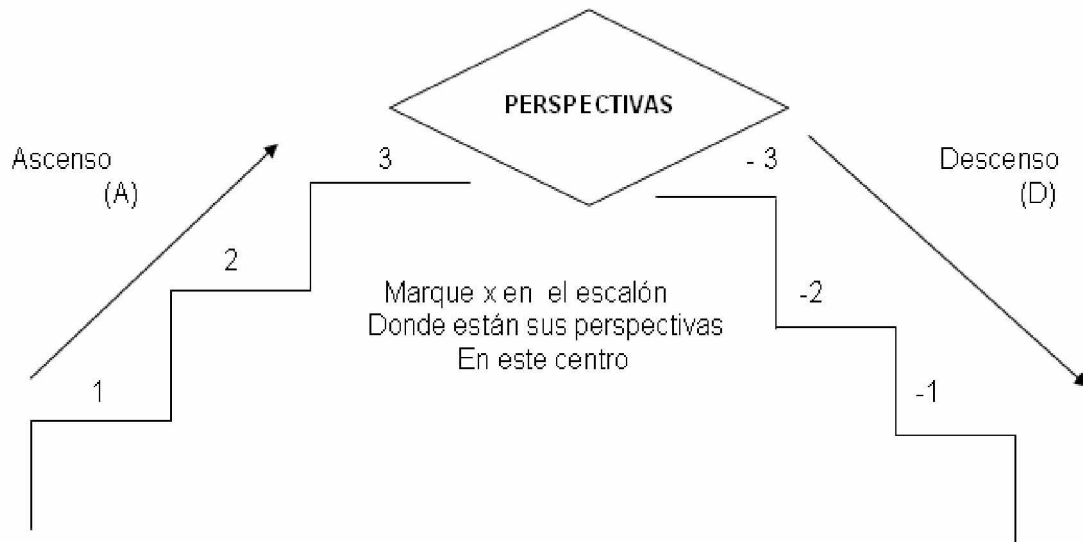 PERSPECTIVAS
Ascenso
(A)
3
- 3
Descenso
(D)
2
-2
Marque x en el escalón
Donde están sus perspectivas
En este centro
1
-1